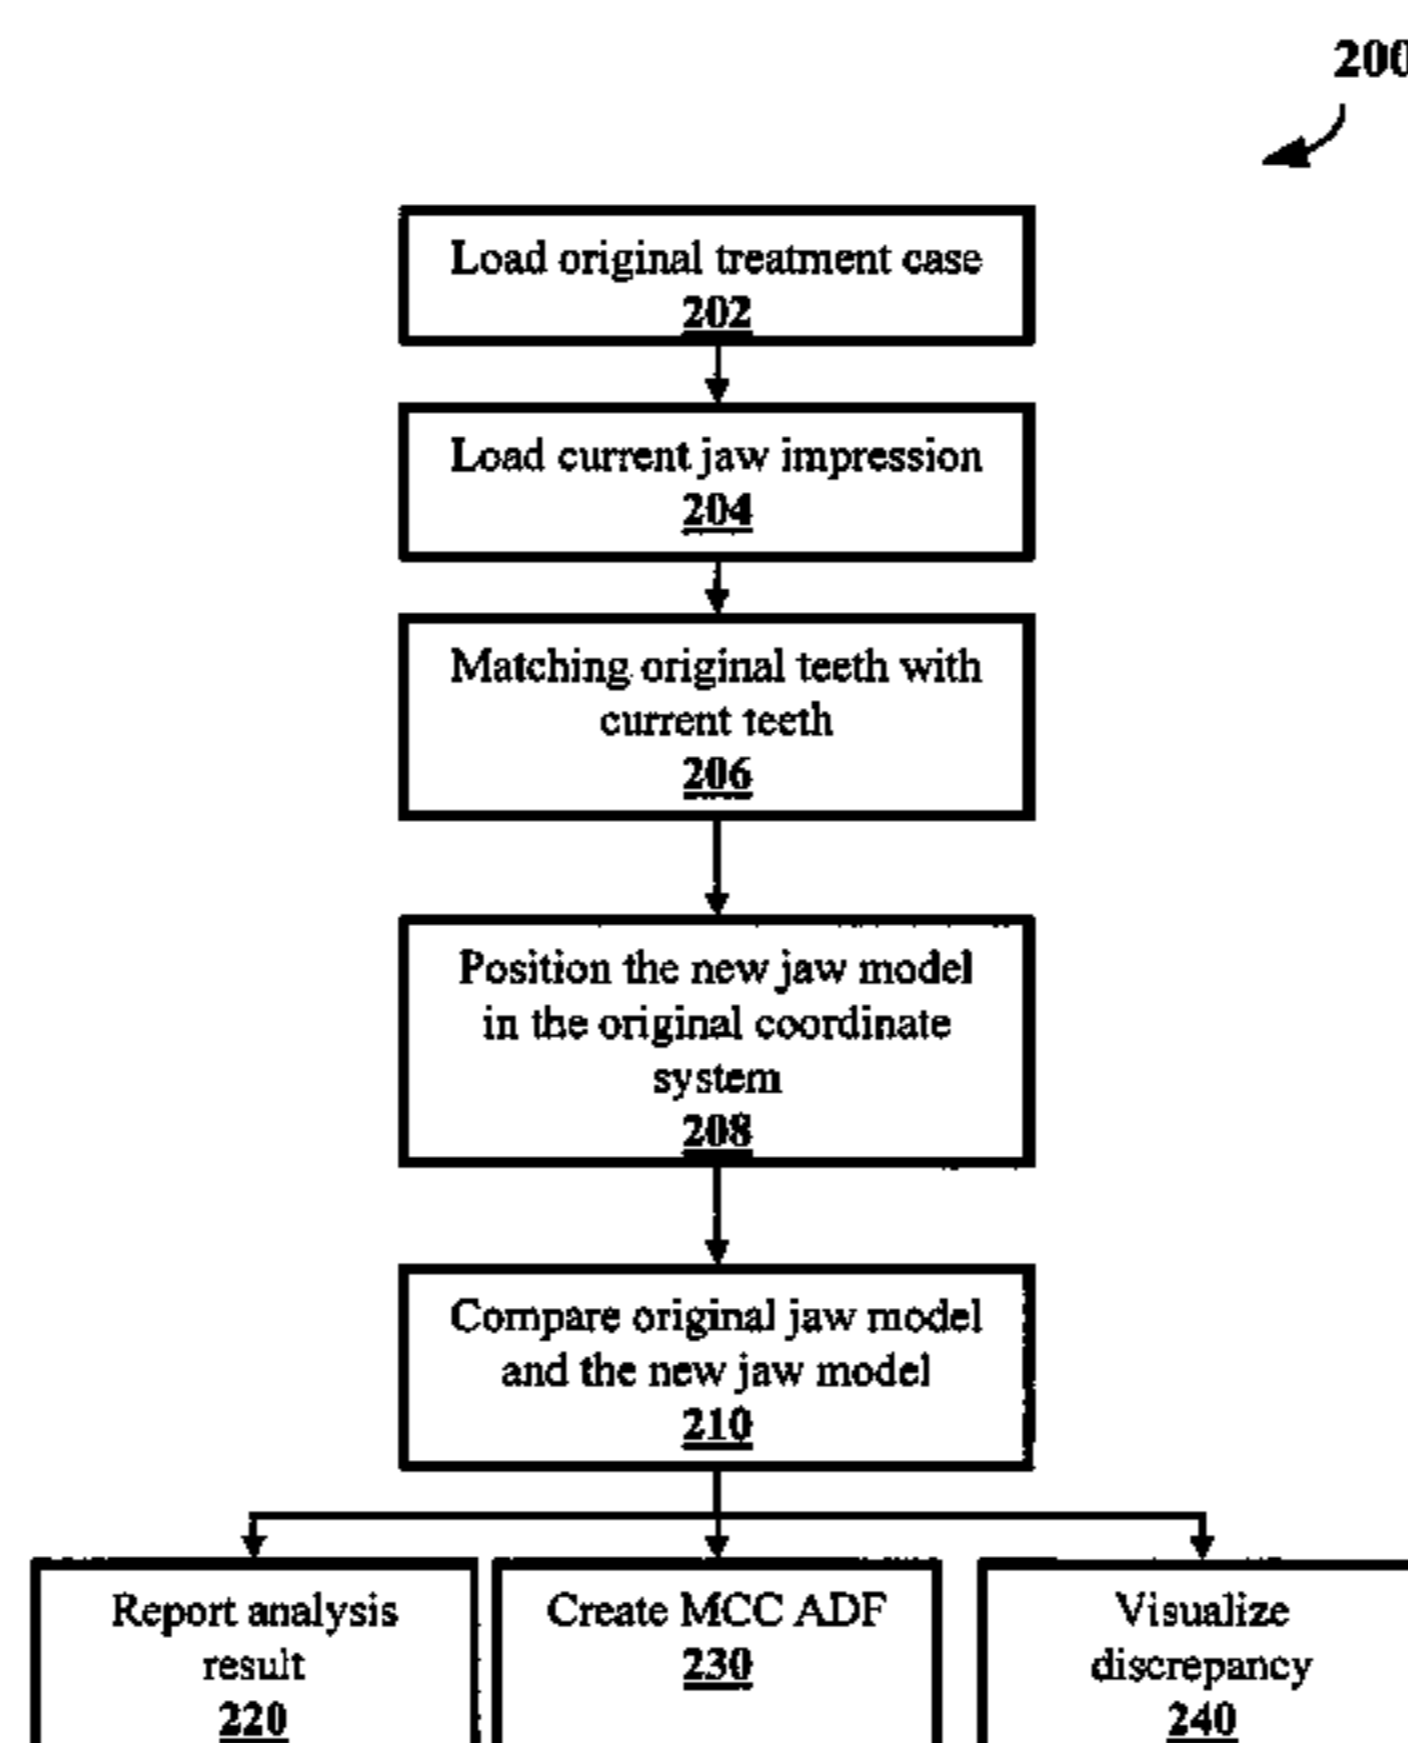 200
Load original treatment case
202
Load current jaw impression
204
Matching original teeth with
current teeth
206
Position the new jaw model
in the original coordinate
system
208
Compare original jaw model
and the new jaw model
210
Report analysis
result
220
Create MCC ADF
230
Visualize
discrepancy
240